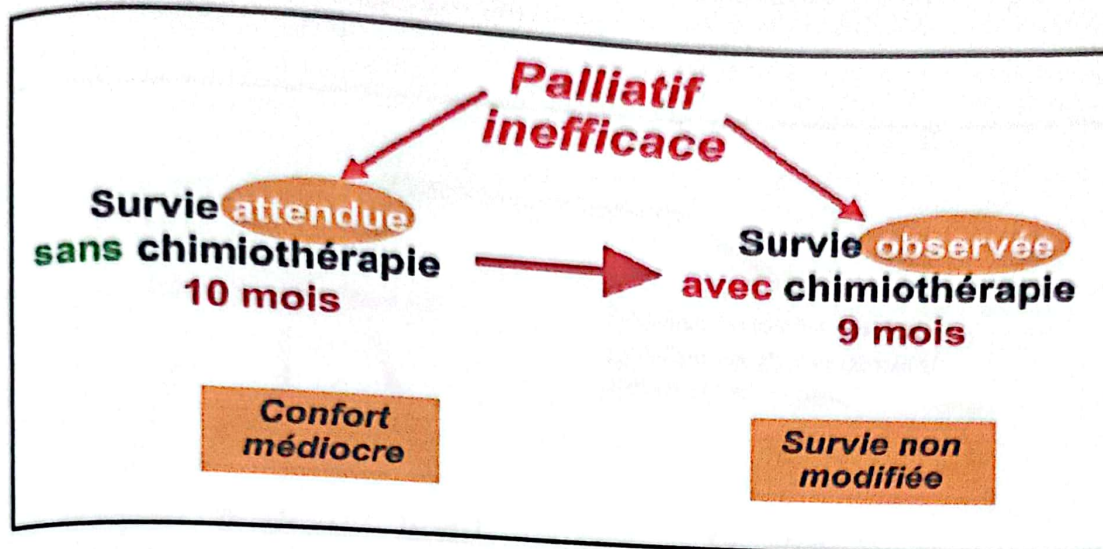 Palliatif
inefficace
Survie attendue
sans chimiothérapie
10 mois
Survie observée
avec chimiothérapie
9 mois
Confort
médiocre
Survie non
modifiée